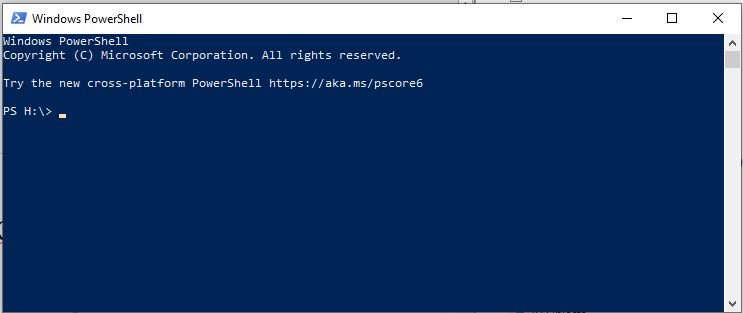 Windows PowerShell
Windows PowerShell
Copyright (C) Microsoft Corporation. All rights reserved.
Try the new cross-platform PowerShell https://aka.ms/pscore6
PS H:\>